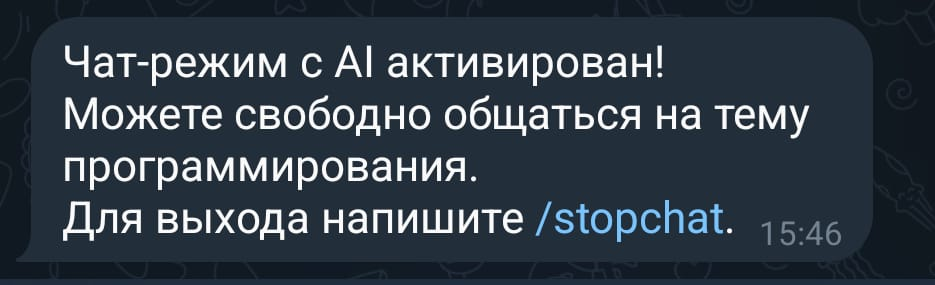 Чат-режим с AI активирован!
Можете свободно общаться на тему
программирования.
Для выхода напишите /stopchat.
15:46